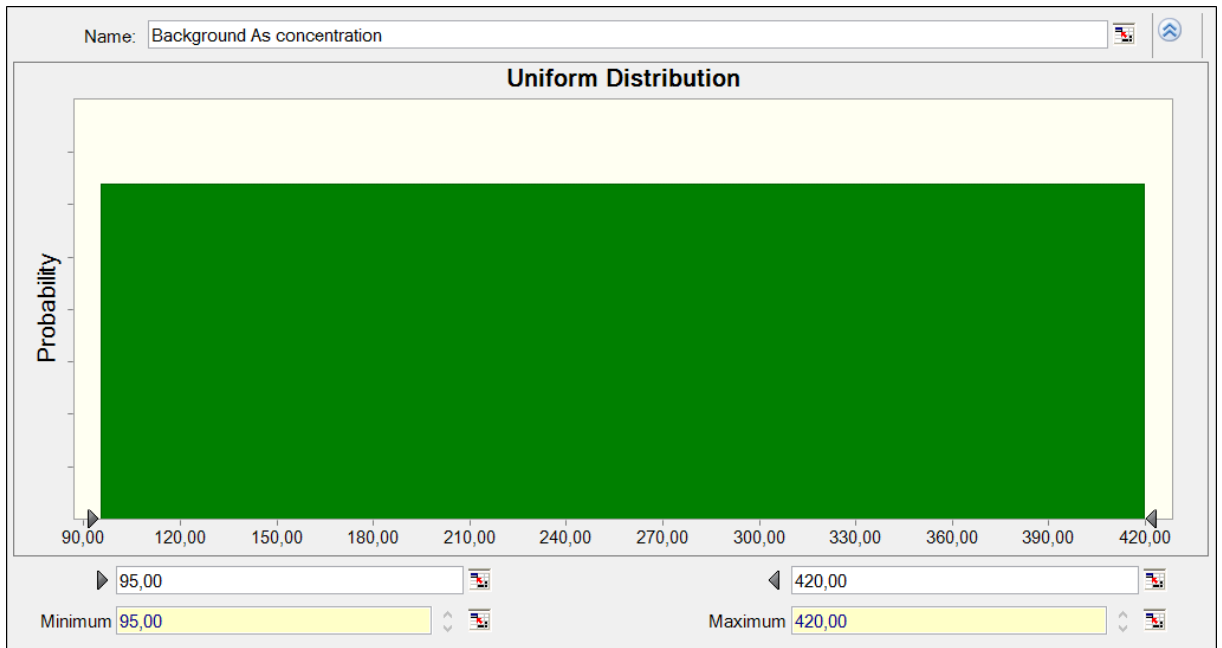 Name: Background As concentration
Uniform Distribution
Probability
90,00 120,00 150,00 180,00 210,00 240,00 270,00 300,00 330,00 360,00 390,00 420,00
95,00 420,00
Minimum 95,00 Maximum 420,00